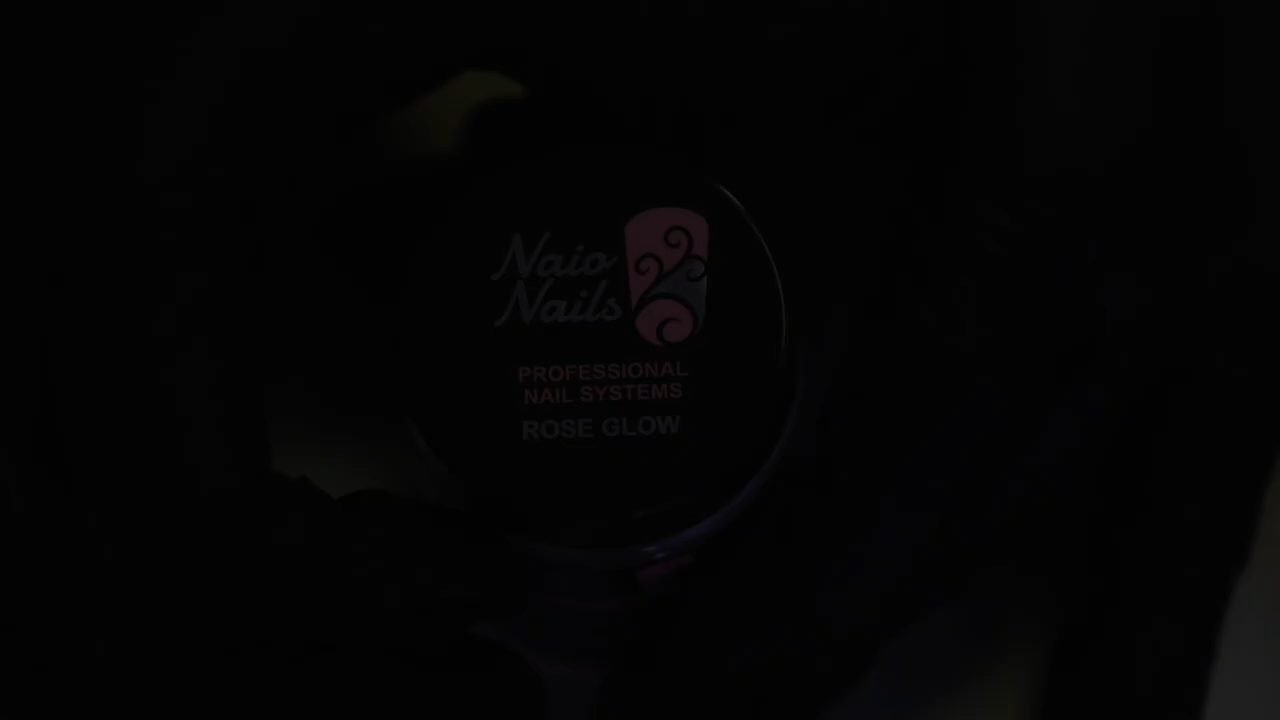 Naio
Nails
PROFESSIONAL
NAIL SYSTEMS
ROSE GLOW